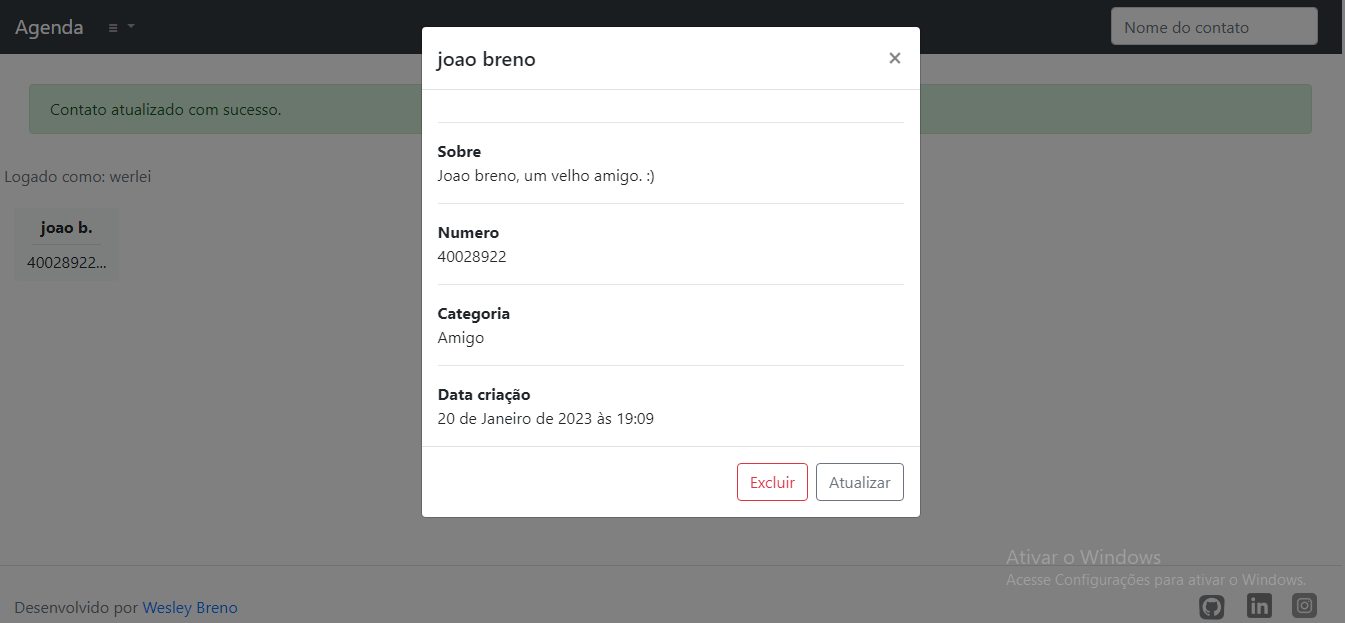 Agenda
Nome do contato
joao breno
×
Contato atualizado com sucesso.
Sobre
Joao breno, um velho amigo. :)
Logado como: werlei
joao b.
40028922...
Numero
40028922
Categoria
Amigo
Data criação
20 de Janeiro de 2023 às 19:09
Excluir
Atualizar
Ativar o Windows
Acesse Configurações para ativar o Windows.
Desenvolvido por Wesley Breno
in